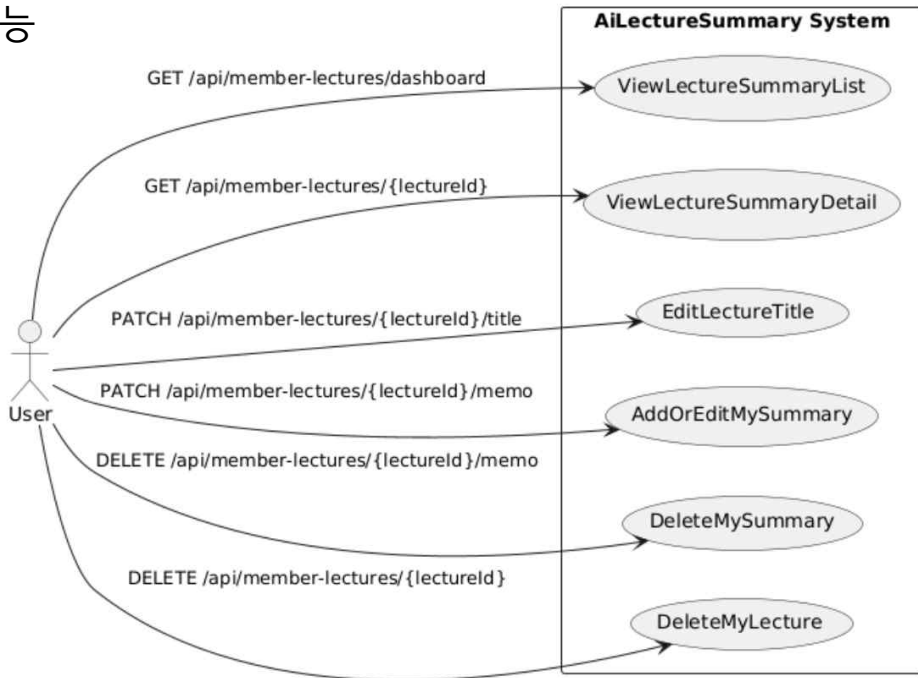 능
AiLectureSummary System
GET /api/member-lectures/dashboard
ViewLectureSummaryList
GET /api/member-lectures/{lectureId}
ViewLectureSummaryDetail
PATCH /api/member-lectures/{lectureId}/title
EditLectureTitle
User
PATCH /api/member-lectures/{lectureId}/memo
AddOrEditMySummary
DELETE /api/member-lectures/{lectureId}/memo
DeleteMySummary
DELETE /api/member-lectures/{lectureId}
DeleteMyLecture